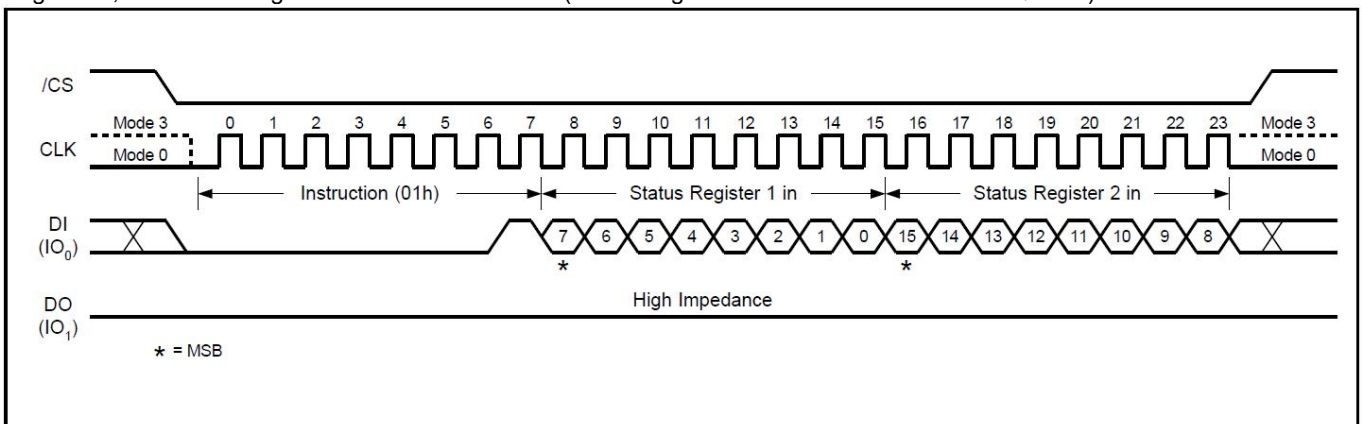 /CS
Mode 3 0 1 2 3 4 5 6 7 8 9 10 11 12 13 14 15 16 17 18 19 20 21 22 23 Mode 3
CLK
Mode 0 Mode 0
Instruction (01h) Status Register 1 in Status Register 2 in
DI
(IO0)
7 6 5 4 3 2 1 0 15 14 13 12 11 10 9 8
* *
High Impedance
DO
(IO1)
* = MSB